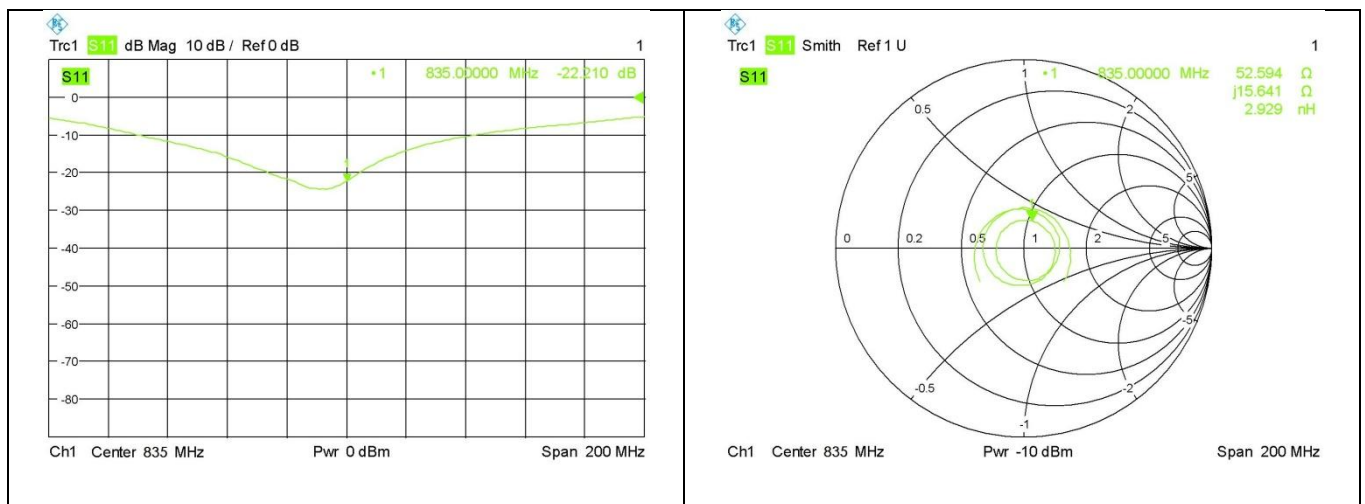 Trc1 S11 dB Mag 10 dB / Ref 0 dB 1
S11 •1 835.00000 MHz -22.210 dB
0
-10
-20
-30
-40
-50
-60
-70
-80
Ch1 Center 835 MHz Pwr 0 dBm Span 200 MHz
Trc1 S11 Smith Ref 1 U 1
S11 •1 835.00000 MHz 52.594 Ω
j15.641 Ω
2.929 nH
1
0.5 2
5
0 0.2 0.5 1 2 5
-5
-0.5 -2
-1
Ch1 Center 835 MHz Pwr -10 dBm Span 200 MHz